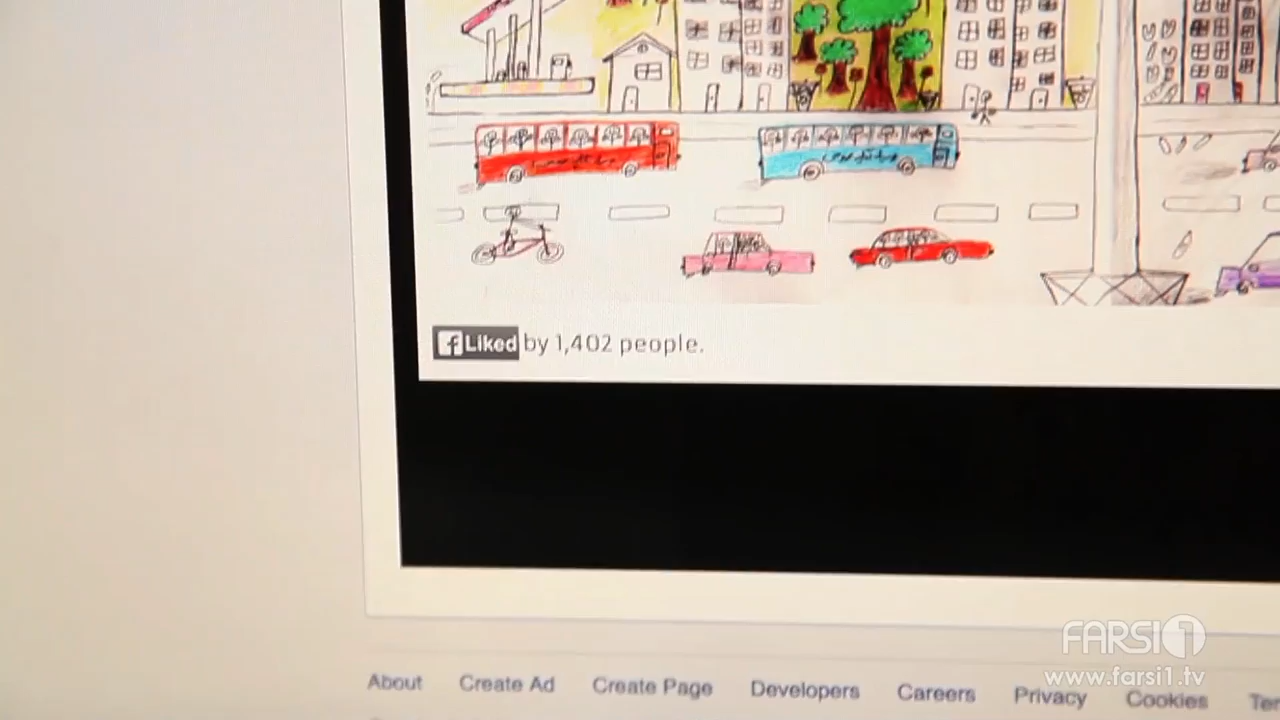 f Liked by 1,402 people.
FARSI1
www.farsi1.tv
About Create Ad Create Page Developers Careers Privacy Cookies